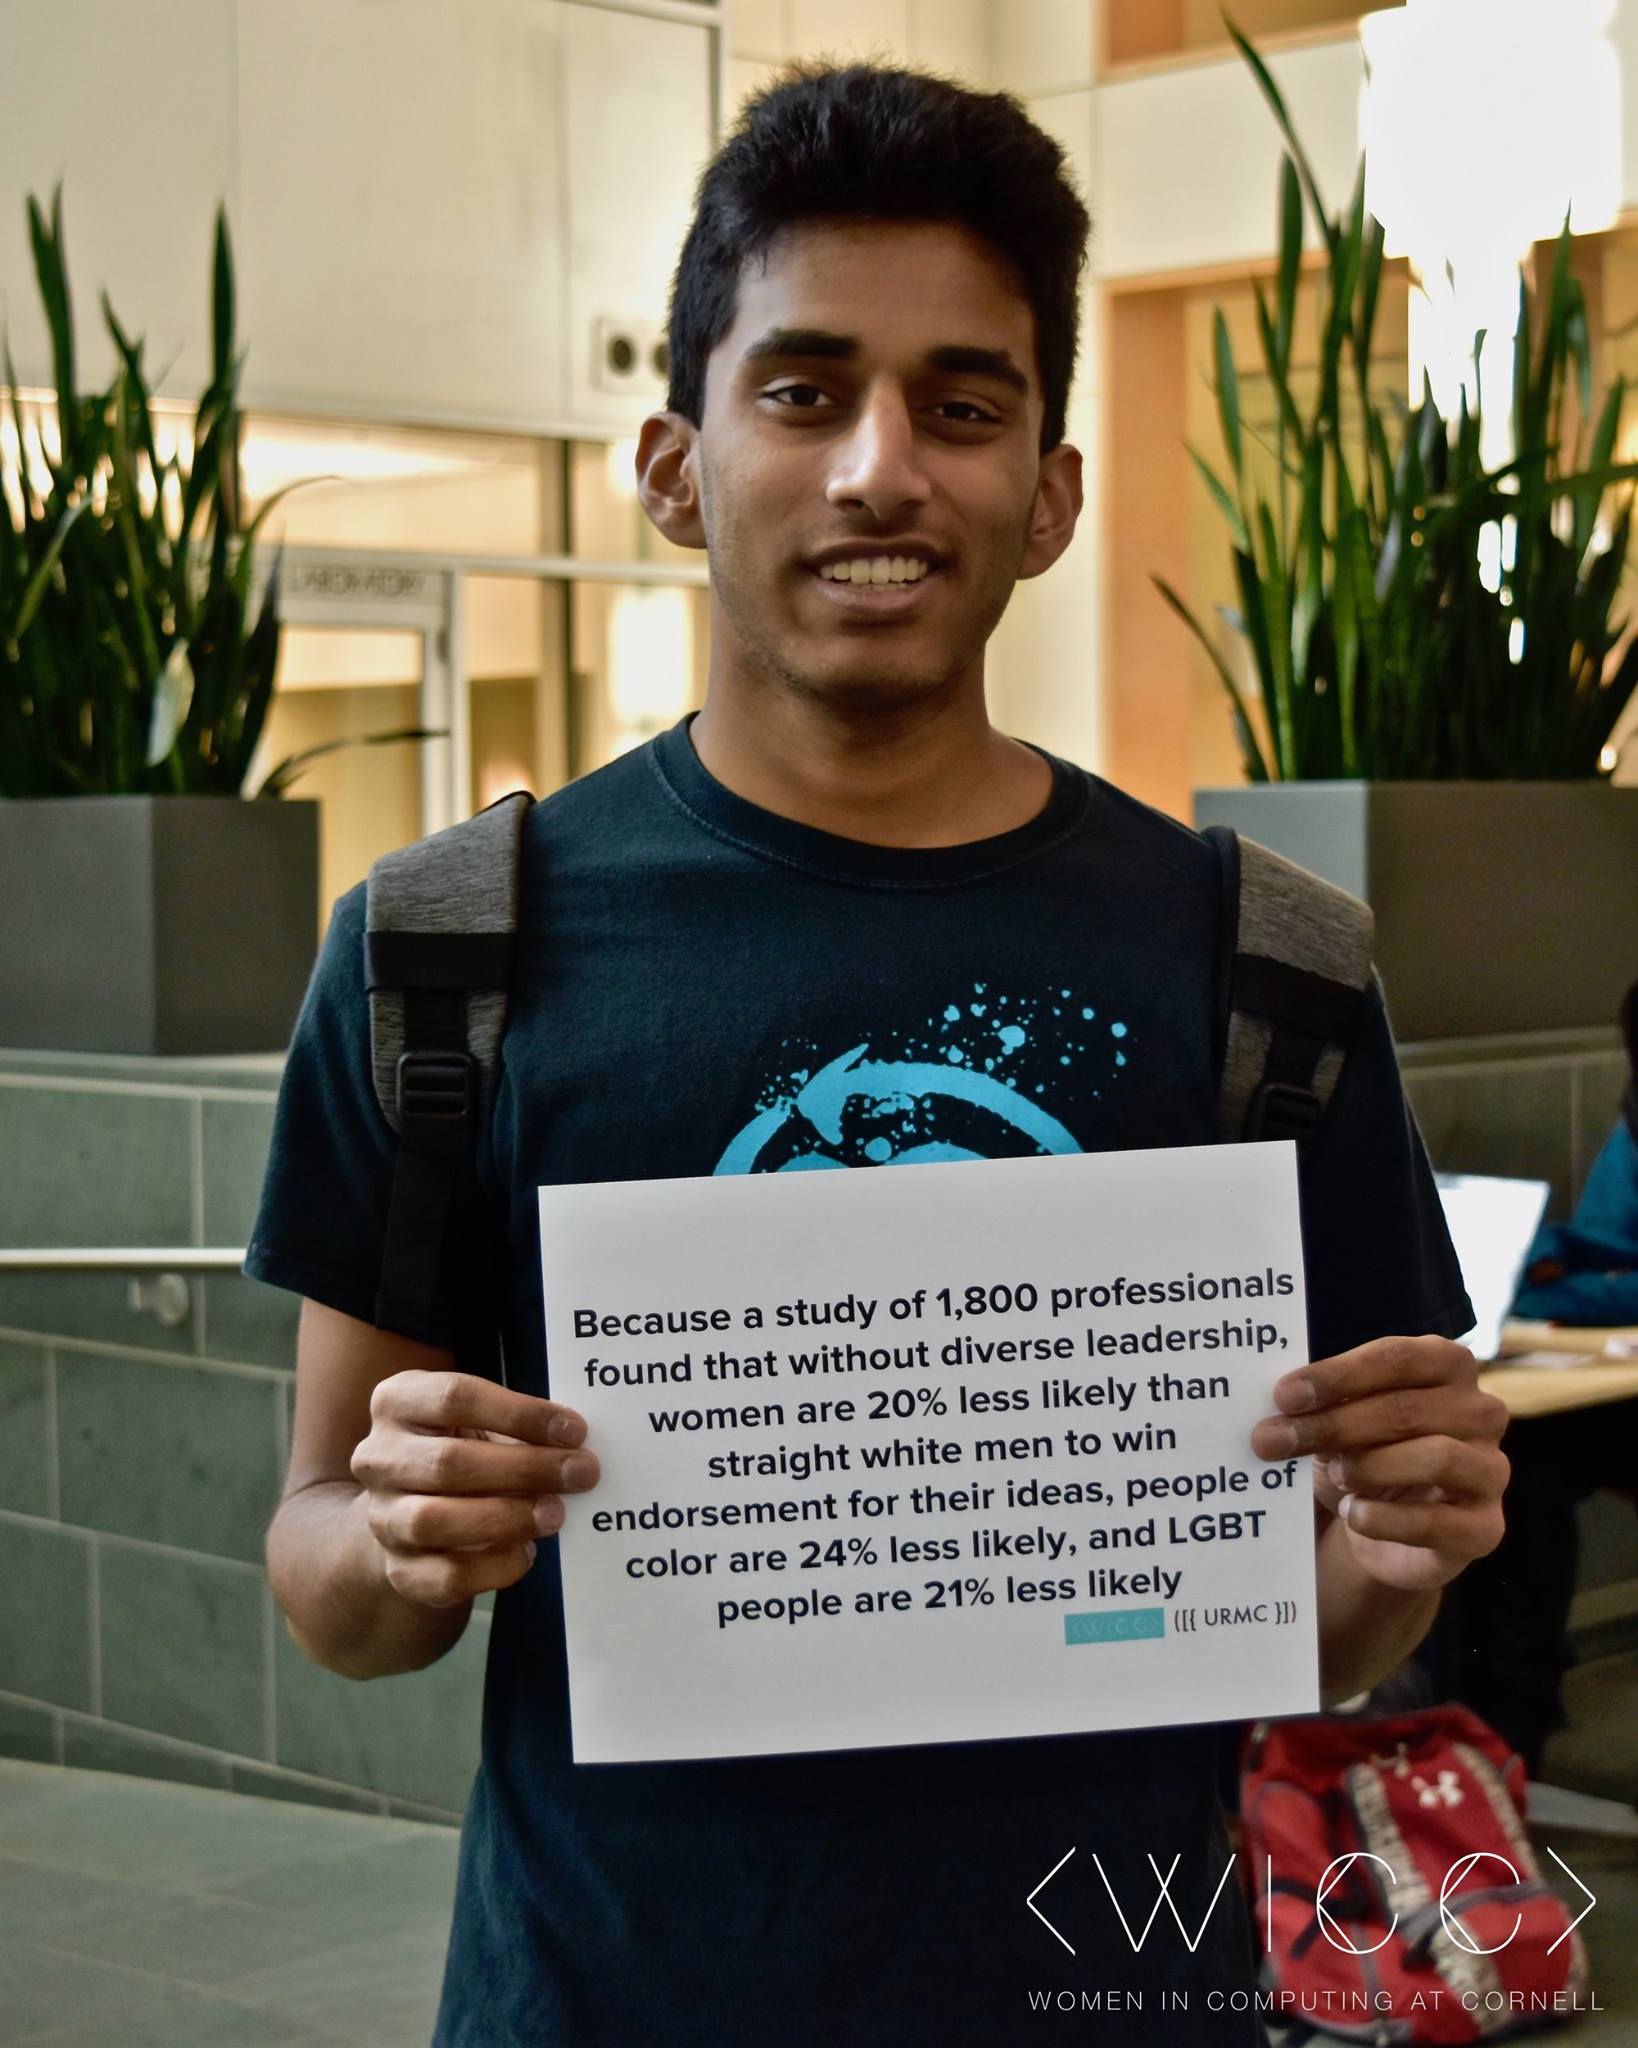 LABORATORY
Because a study of 1,800 professionals
found that without diverse leadership,
women are 20% less likely than
straight white men to win
endorsement for their ideas, people of
color are 24% less likely, and LGBT
people are 21% less likely
<WICC> ([{ URMC }])
<WICC>
WOMEN IN COMPUTING AT CORNELL